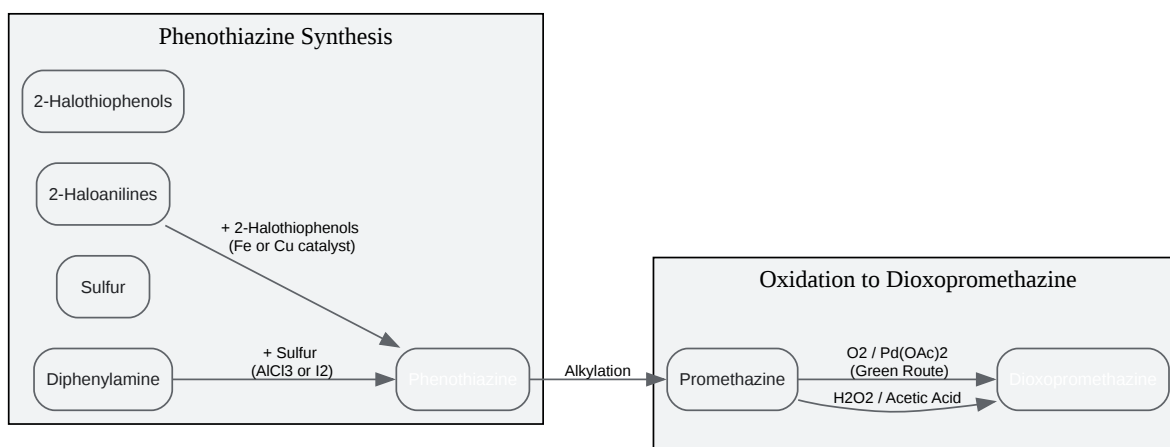 Phenothiazine Synthesis
2-Halothiophenols
2-Haloanilines
+ 2-Halothiophenols
(Fe or Cu catalyst)
Sulfur
Diphenylamine
+ Sulfur
(AlCl3 or I2)
Phenothiazine
Alkylation
Oxidation to Dioxopromethazine
Promethazine
O2 / Pd(OAc)2
(Green Route)
H2O2 / Acetic Acid
Dioxopromethazine